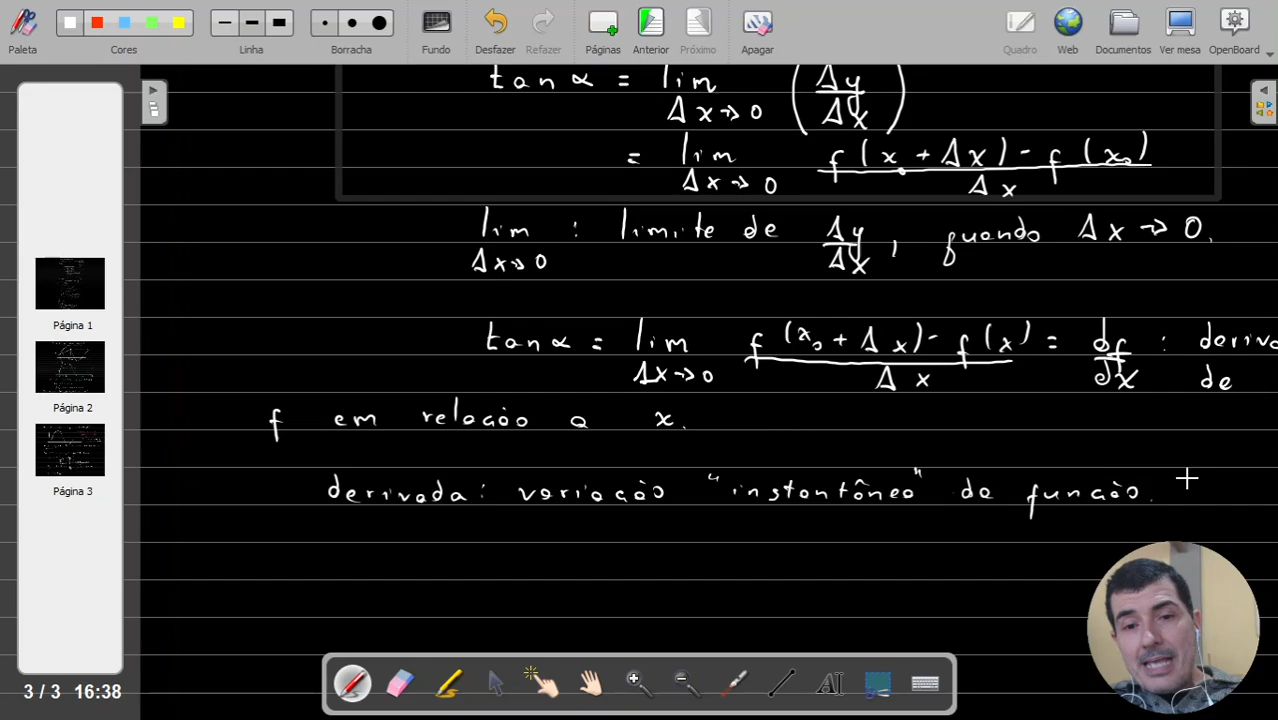 Paleta Cores Linha Borracha Fundo Desfazer Refazer Páginas Anterior Próximo Apagar Quadro Web Documentos Ver mesa OpenBoard
tan α = lim Δx→0 (Δy/Δx)
= lim Δx→0 f(x₀ + Δx) - f(x₀) / Δx
lim Δx→0 : limite de Δy/Δx, quando Δx → 0.
tan α = lim Δx→0 f(x₀ + Δx) - f(x) / Δx = df/dx : deriva
de
f em relação a x.
derivada: variação "instantânea" da função.
Página 1
Página 2
Página 3
3 / 3 16:38
AI